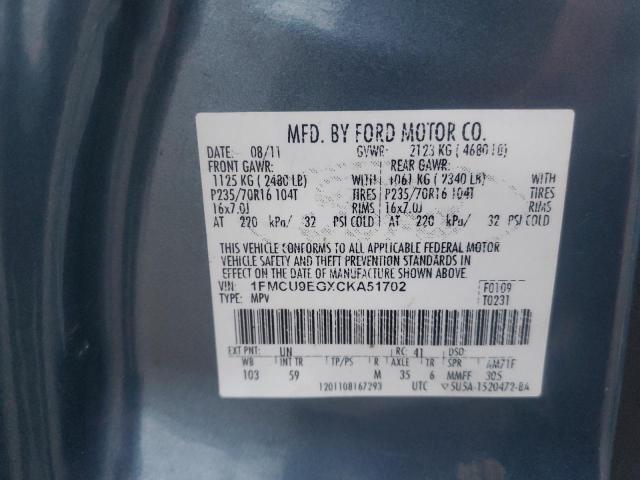 MFD. BY FORD MOTOR CO.
DATE: 08/11 GVWR: 2123 KG ( 4680 LB)
FRONT GAWR: REAR GAWR:
1125 KG ( 2480 LB) WITH 1061 KG ( 2340 LB) WITH
P235/70R16 104T TIRES P235/70R16 104T TIRES
16x7.0J RIMS 16x7.0J RIMS
AT 220 kPa/ 32 PSI COLD AT 220 kPa/ 32 PSI COLD
THIS VEHICLE CONFORMS TO ALL APPLICABLE FEDERAL MOTOR
VEHICLE SAFETY AND THEFT PREVENTION STANDARDS IN
EFFECT ON THE DATE OF MANUFACTURE SHOWN ABOVE.
VIN: 1FMCU9EGXCKA51702 F0109
TYPE: MPV T0231
EXT PNT: UN RC: 41 DSO:
WB INT TR TP/PS R AXLE TR SPR AM71F
103 59 M 35 6 MMFF 305
1201108167293 UTC ▽5U5A-1520472-BA